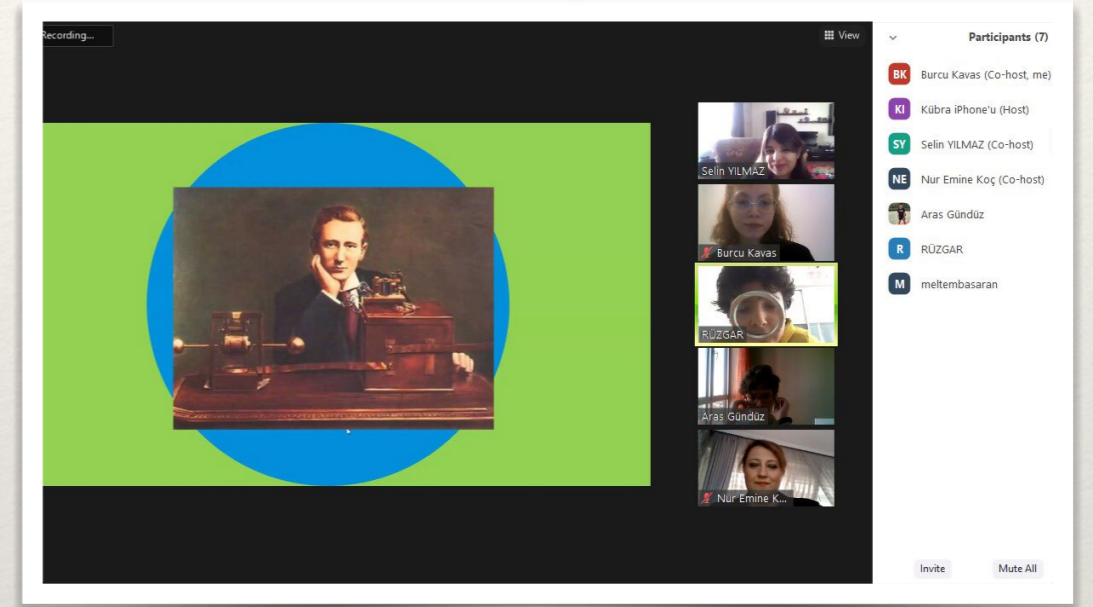 Recording...
View
Participants (7)
BK Burcu Kavas (Co-host, me)
KI Kübra iPhone'u (Host)
SY Selin YILMAZ (Co-host)
NE Nur Emine Koç (Co-host)
Aras Gündüz
R RÜZGAR
M meltembasaran
Selin YILMAZ
Burcu Kavas
RÜZGAR
Aras Gündüz
Nur Emine K...
Invite
Mute All